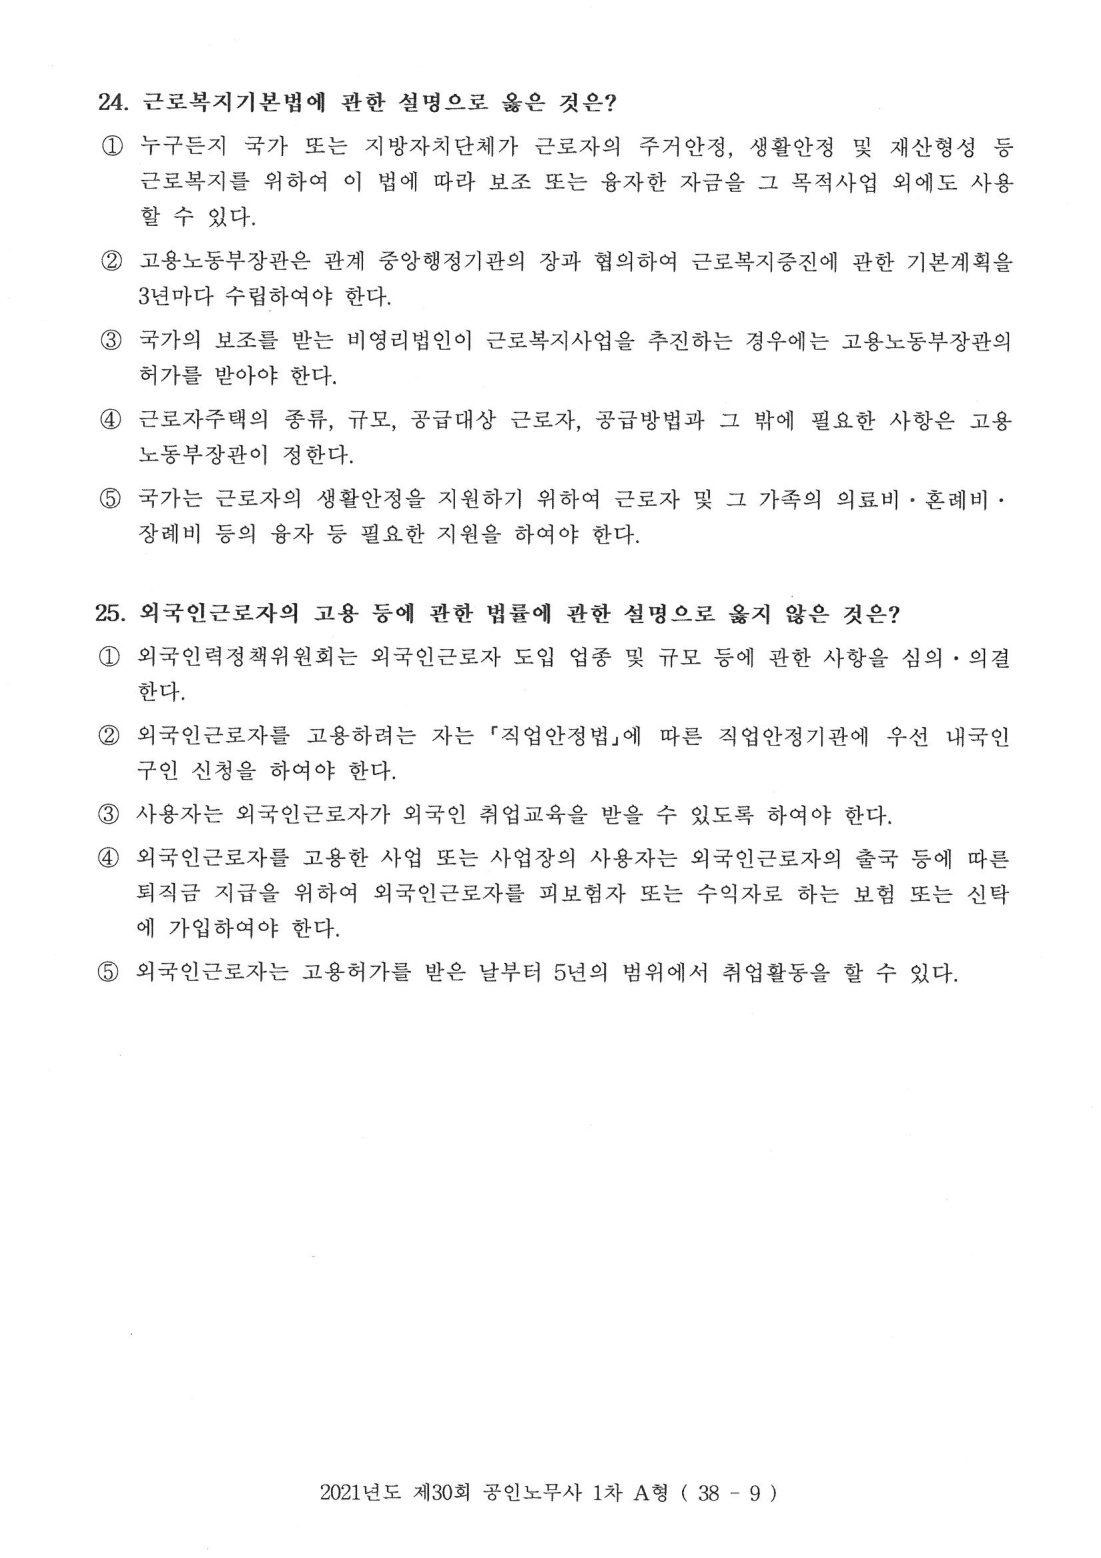 24. 근로복지기본법에 관한 설명으로 옳은 것은?
① 누구든지 국가 또는 지방자치단체가 근로자의 주거안정, 생활안정 및 재산형성 등
근로복지를 위하여 이 법에 따라 보조 또는 융자한 자금을 그 목적사업 외에도 사용
할 수 있다.
② 고용노동부장관은 관계 중앙행정기관의 장과 협의하여 근로복지증진에 관한 기본계획을
3년마다 수립하여야 한다.
③ 국가의 보조를 받는 비영리법인이 근로복지사업을 추진하는 경우에는 고용노동부장관의
허가를 받아야 한다.
④ 근로자주택의 종류, 규모, 공급대상 근로자, 공급방법과 그 밖에 필요한 사항은 고용
노동부장관이 정한다.
⑤ 국가는 근로자의 생활안정을 지원하기 위하여 근로자 및 그 가족의 의료비·혼례비·
장례비 등의 융자 등 필요한 지원을 하여야 한다.
25. 외국인근로자의 고용 등에 관한 법률에 관한 설명으로 옳지 않은 것은?
① 외국인력정책위원회는 외국인근로자 도입 업종 및 규모 등에 관한 사항을 심의·의결
한다.
② 외국인근로자를 고용하려는 자는 「직업안정법」에 따른 직업안정기관에 우선 내국인
구인 신청을 하여야 한다.
③ 사용자는 외국인근로자가 외국인 취업교육을 받을 수 있도록 하여야 한다.
④ 외국인근로자를 고용한 사업 또는 사업장의 사용자는 외국인근로자의 출국 등에 따른
퇴직금 지급을 위하여 외국인근로자를 피보험자 또는 수익자로 하는 보험 또는 신탁
에 가입하여야 한다.
⑤ 외국인근로자는 고용허가를 받은 날부터 5년의 범위에서 취업활동을 할 수 있다.
2021년도 제30회 공인노무사 1차 A형 ( 38 - 9 )